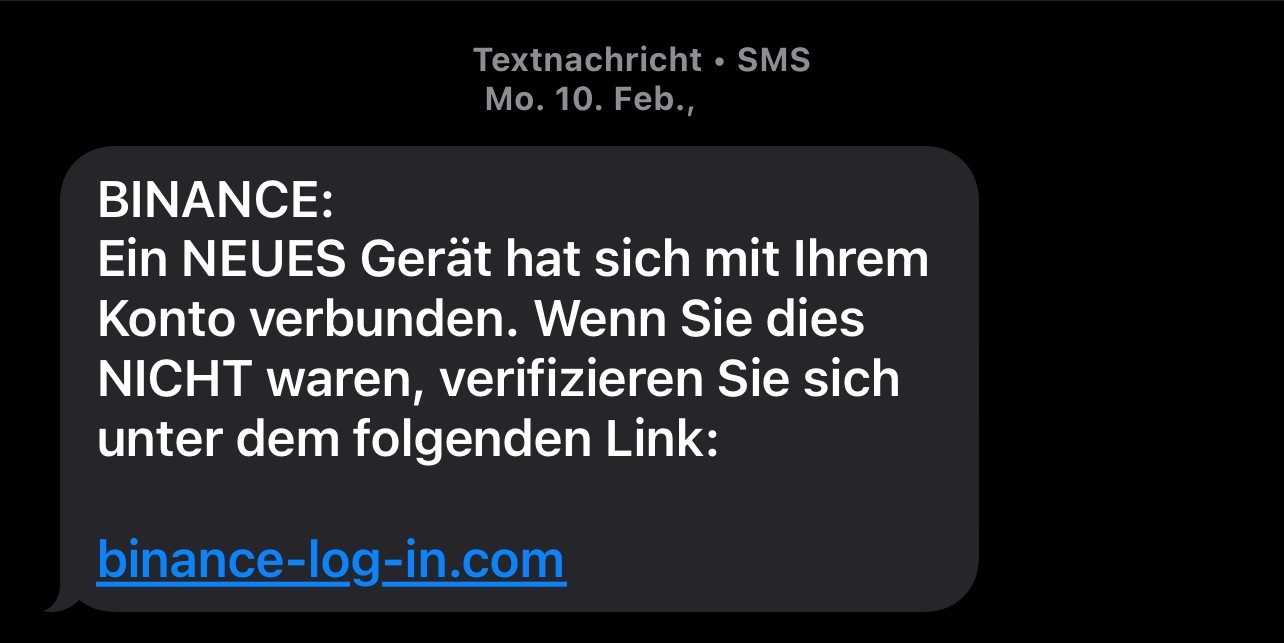 Textnachricht • SMS
Mo. 10. Feb.,
BINANCE:
Ein NEUES Gerät hat sich mit Ihrem
Konto verbunden. Wenn Sie dies
NICHT waren, verifizieren Sie sich
unter dem folgenden Link:
binance-log-in.com